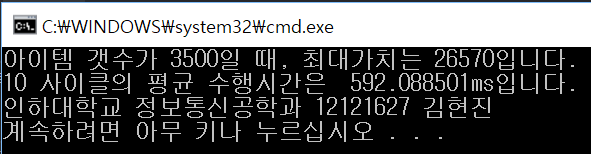 C:₩WINDOWS₩system32₩cmd.exe
아이템 갯수가 3500일 때, 최대가치는 26570입니다.
10 사이클의 평균 수행시간은  592.088501ms입니다.
인하대학교 정보통신공학과 12121627 김현진
계속하려면 아무 키나 누르십시오 . . .